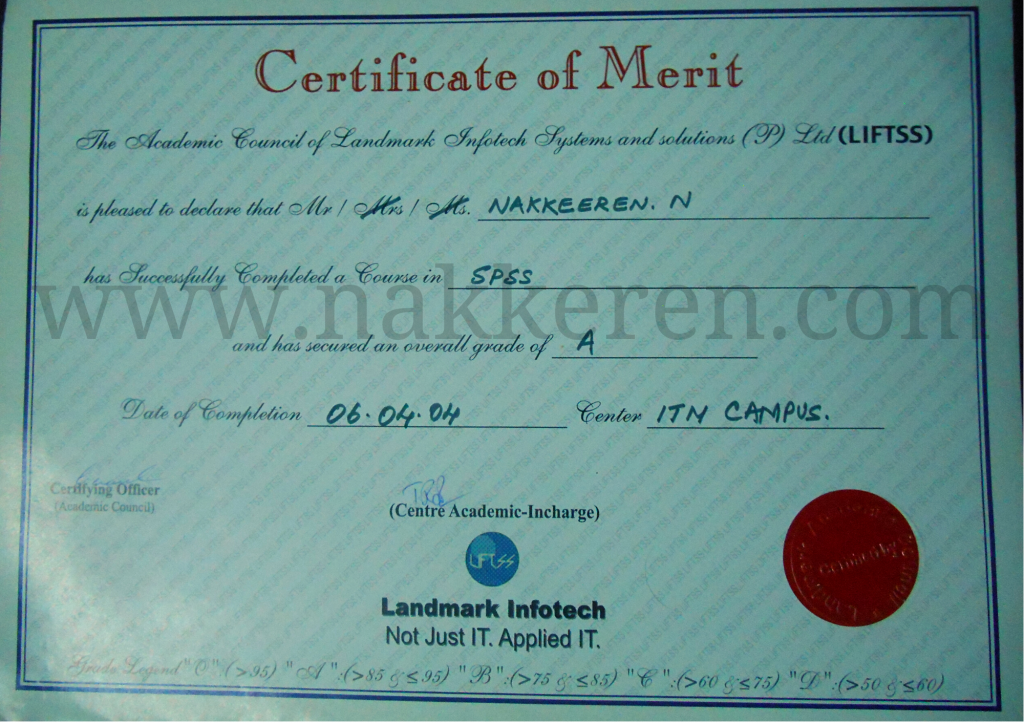 Certificate of Merit
The Academic Council of Landmark Infotech Systems and solutions (P) Ltd (LIFTSS)
is pleased to declare that Mr / Mrs / Ms. NAKKEEREN. N
has Successfully Completed a Course in SPSS
www.nakkeren.com
and has secured an overall grade of A
Date of Completion 06.04.04 Center ITM CAMPUS.
Certifying Officer
(Academic Council)
(Centre Academic-Incharge)
LIFTSS
Landmark Infotech
Not Just IT. Applied IT.
Grade Legend "O":(>95) "A":(>85 & ≤95) "B":(>75 & ≤85) "C":(>60 & ≤75) "D":(>50 & ≤60)